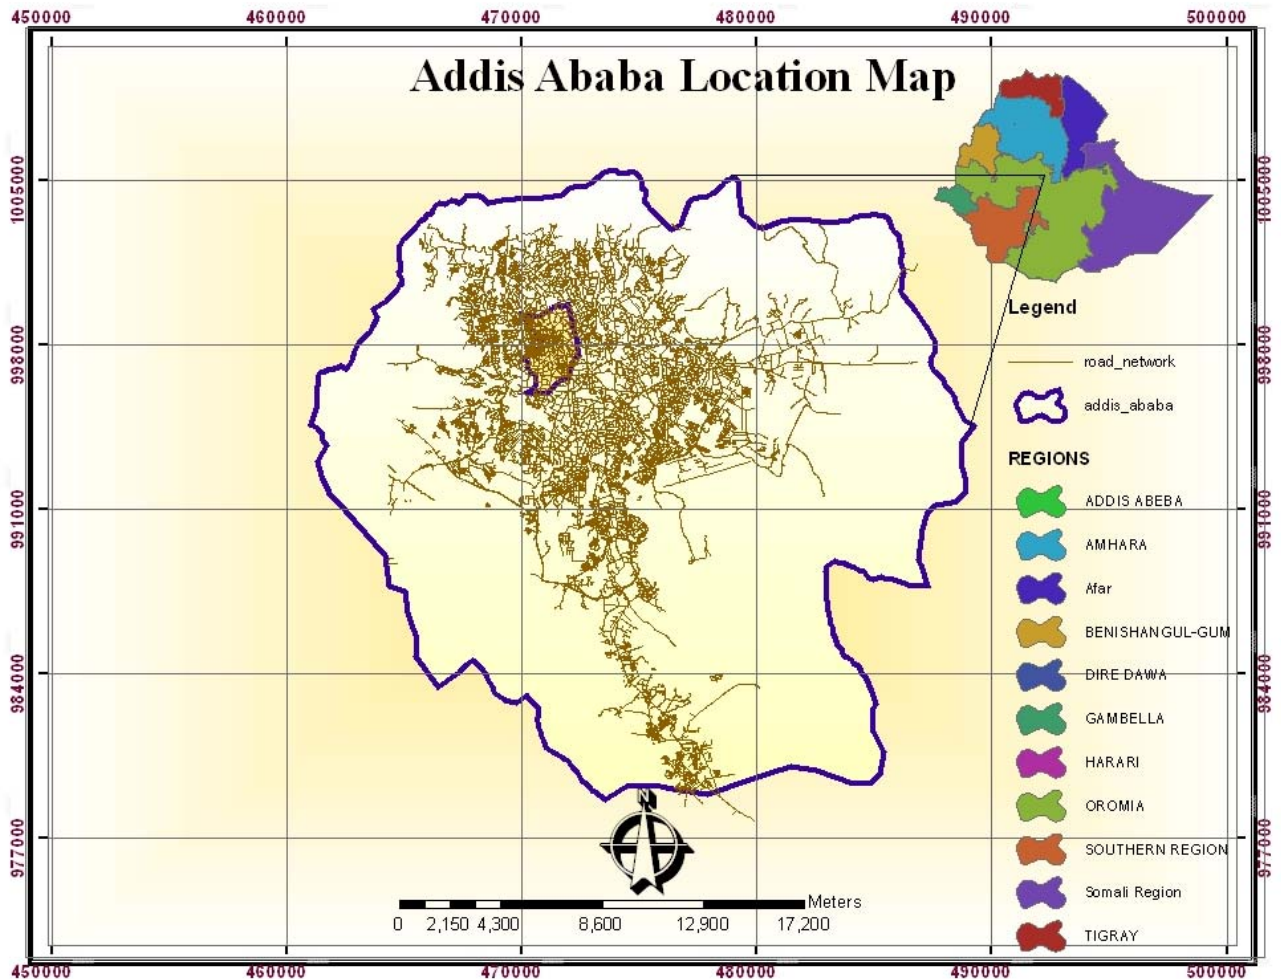 450000 460000 470000 480000 490000 500000
Addis Ababa Location Map
1005000 1005000
998000 998000
991000 991000
984000 984000
977000 977000
Legend
road_network
addis_ababa
REGIONS
ADDIS ABEBA
AMHARA
Afar
BENISHANGUL-GUM
DIRE DAWA
GAMBELLA
HARARI
OROMIA
SOUTHERN REGION
Somali Region
TIGRAY
N
Meters
0 2,150 4,300 8,600 12,900 17,200
450000 460000 470000 480000 490000 500000